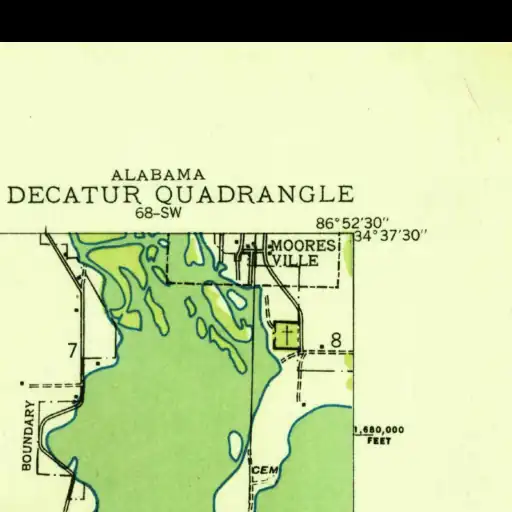 ALABAMA
DECATUR QUADRANGLE
68-SW
86°52'30"
34°37'30"
MOORES
VILLE
7
8
BOUNDARY
1,680,000
FEET
CEM